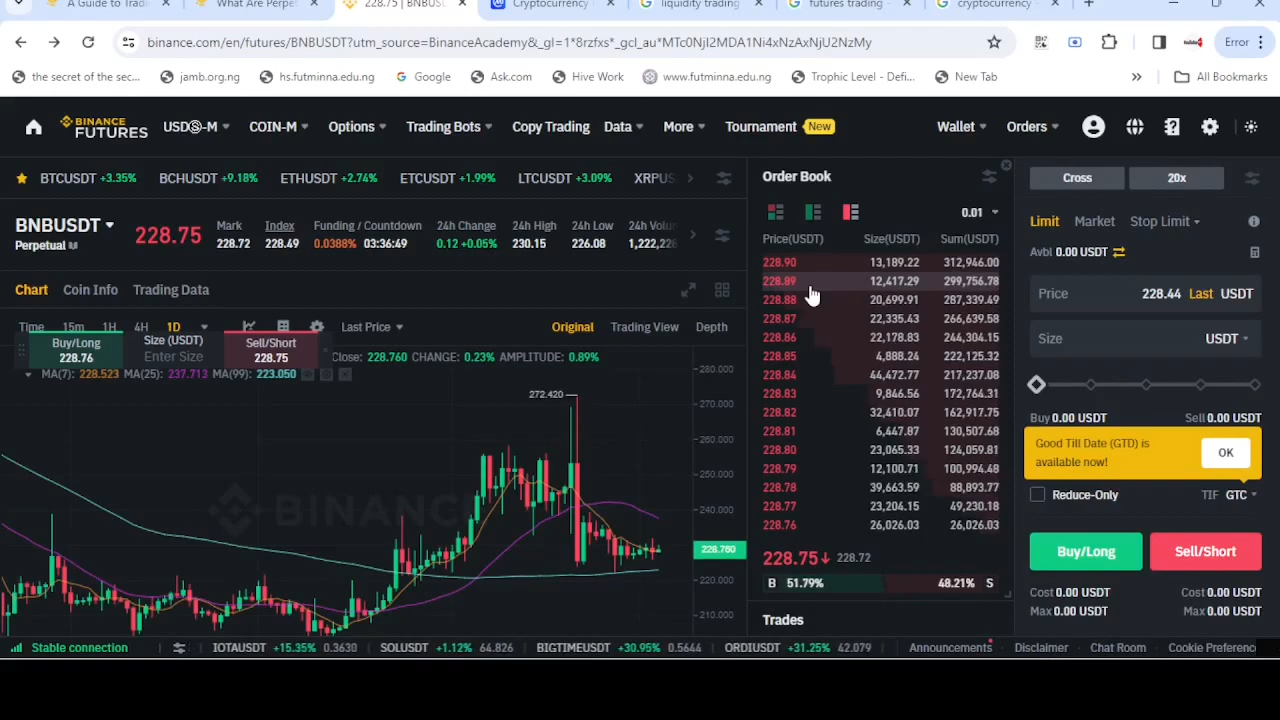 A Guide to Tradi
What Are Perpet
228.75 | BNBUSD
Cryptocurrency
liquidity trading
futures trading -
cryptocurrency
binance.com/en/futures/BNBUSDT?utm_source=BinanceAcademy&_gl=1*8rzfxs*_gcl_au*MTc0NjI2MDA1Ni4xNzAxNjU2NzMy
Error
the secret of the sec...
jamb.org.ng
hs.futminna.edu.ng
Google
Ask.com
Hive Work
www.futminna.edu.ng
Trophic Level - Defi...
New Tab
»
All Bookmarks
BINANCE FUTURES
USDⓈ-M
COIN-M
Options
Trading Bots
Copy Trading
Data
More
Tournament New
Wallet
Orders
BTCUSDT +3.35%
BCHUSDT +9.18%
ETHUSDT +2.74%
ETCUSDT +1.99%
LTCUSDT +3.09%
XRPUS
BNBUSDT
Perpetual
228.75
Mark
228.72
Index
228.49
Funding / Countdown
0.0388% 03:36:49
24h Change
0.12 +0.05%
24h High
230.15
24h Low
226.08
24h Volu
1,222,22
Chart
Coin Info
Trading Data
Time
15m
1H
4H
1D
Last Price
Original
Trading View
Depth
Buy/Long
228.76
Size (USDT)
Enter Size
Sell/Short
228.75
Close: 228.760 CHANGE: 0.23% AMPLITUDE: 0.89%
MA(7): 228.523 MA(25): 237.713 MA(99): 223.050
272.420
BINANCE
280.000
270.000
260.000
250.000
240.000
228.760
220.000
210.000
Order Book
0.01
Price(USDT) Size(USDT) Sum(USDT)
228.90 13,189.22 312,946.00
228.89 12,417.29 299,756.78
228.88 20,699.91 287,339.49
228.87 22,335.43 266,639.58
228.86 22,178.83 244,304.15
228.85 4,888.24 222,125.32
228.84 44,472.77 217,237.08
228.83 9,846.56 172,764.31
228.82 32,410.07 162,917.75
228.81 6,447.87 130,507.68
228.80 23,065.33 124,059.81
228.79 12,100.71 100,994.48
228.78 39,663.59 88,893.77
228.77 23,204.15 49,230.18
228.76 26,026.03 26,026.03
228.75↓ 228.72
B 51.79% 48.21% S
Trades
Cross
20x
Limit
Market
Stop Limit
Avbl 0.00 USDT
Price 228.44 Last USDT
Size USDT
Buy 0.00 USDT Sell 0.00 USDT
Good Till Date (GTD) is
available now!
OK
Reduce-Only
TIF GTC
Buy/Long
Sell/Short
Cost 0.00 USDT Cost 0.00 USDT
Max 0.00 USDT Max 0.00 USDT
Stable connection
IOTAUSDT +15.35% 0.3630
SOLUSDT +1.12% 64.826
BIGTIMEUSDT +30.95% 0.5644
ORDIUSDT +31.25% 42.079
Announcements
Disclaimer
Chat Room
Cookie Preferenc